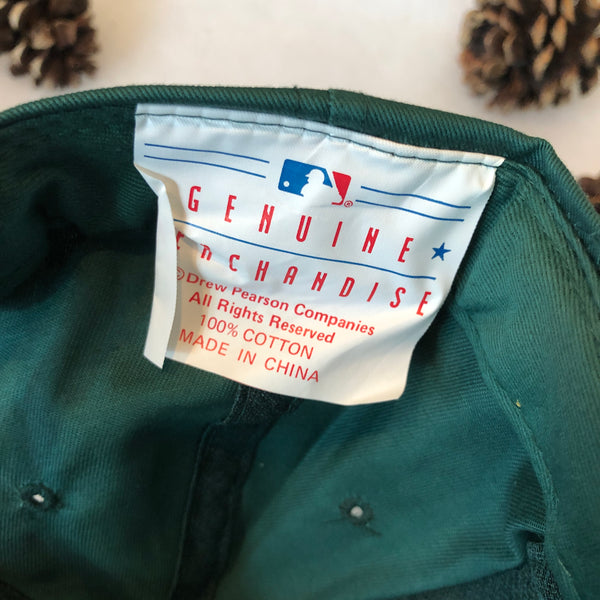 GENUINE
MERCHANDISE
©Drew Pearson Companies
All Rights Reserved
100% COTTON
MADE IN CHINA